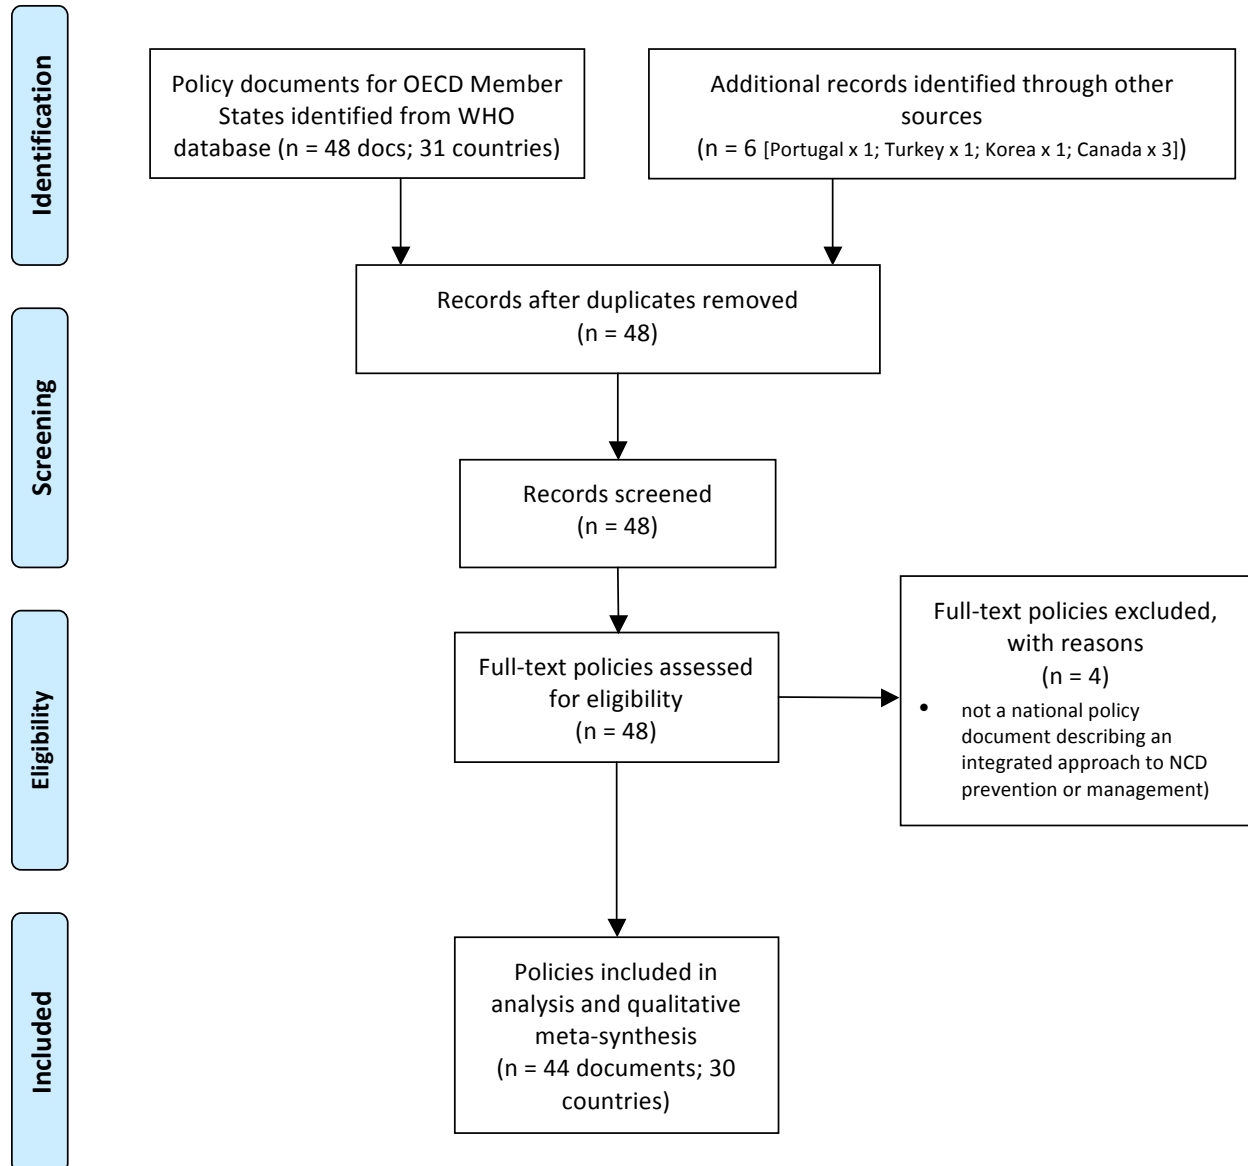 Identification
Policy documents for OECD Member
States identified from WHO
database (n = 48 docs; 31 countries)
Additional records identified through other
sources
(n = 6 [Portugal x 1; Turkey x 1; Korea x 1; Canada x 3])
Screening
Records after duplicates removed
(n = 48)
Records screened
(n = 48)
Eligibility
Full-text policies assessed
for eligibility
(n = 48)
Full-text policies excluded,
with reasons
(n = 4)
• not a national policy
document describing an
integrated approach to NCD
prevention or management)
Included
Policies included in
analysis and qualitative
meta-synthesis
(n = 44 documents; 30
countries)